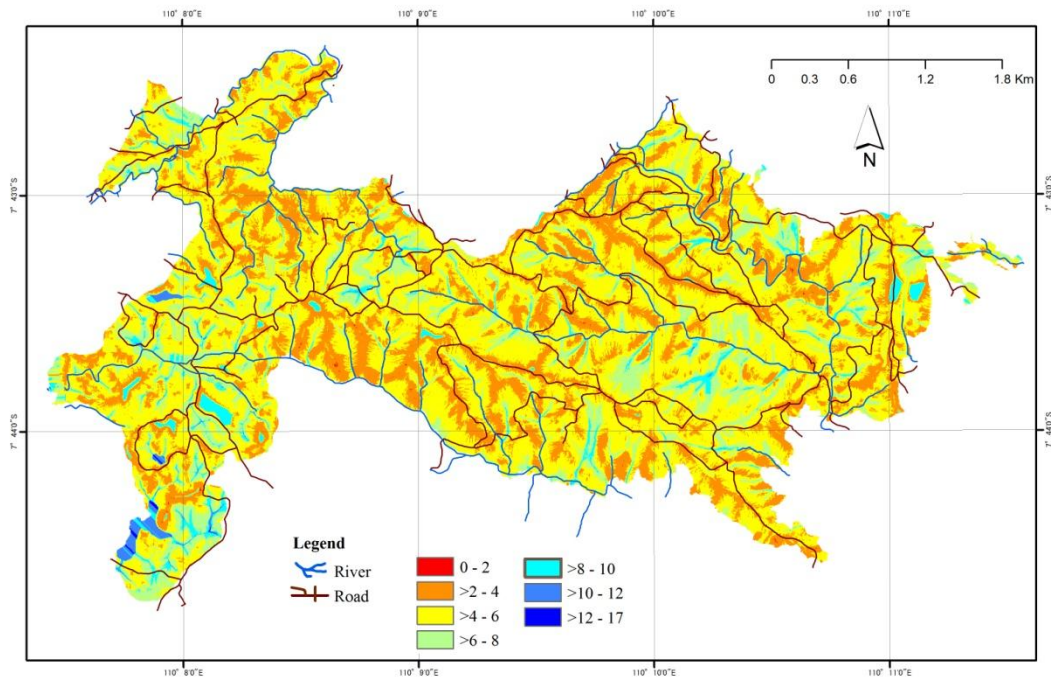 110° 8'0"E 110° 9'0"E 110° 10'0"E 110° 11'0"E
0 0.3 0.6 1.2 1.8 Km
N
7° 43'0"S 7° 43'0"S
7° 44'0"S 7° 44'0"S
Legend
River
Road
0 - 2
>2 - 4
>4 - 6
>6 - 8
>8 - 10
>10 - 12
>12 - 17
110° 8'0"E 110° 9'0"E 110° 10'0"E 110° 11'0"E